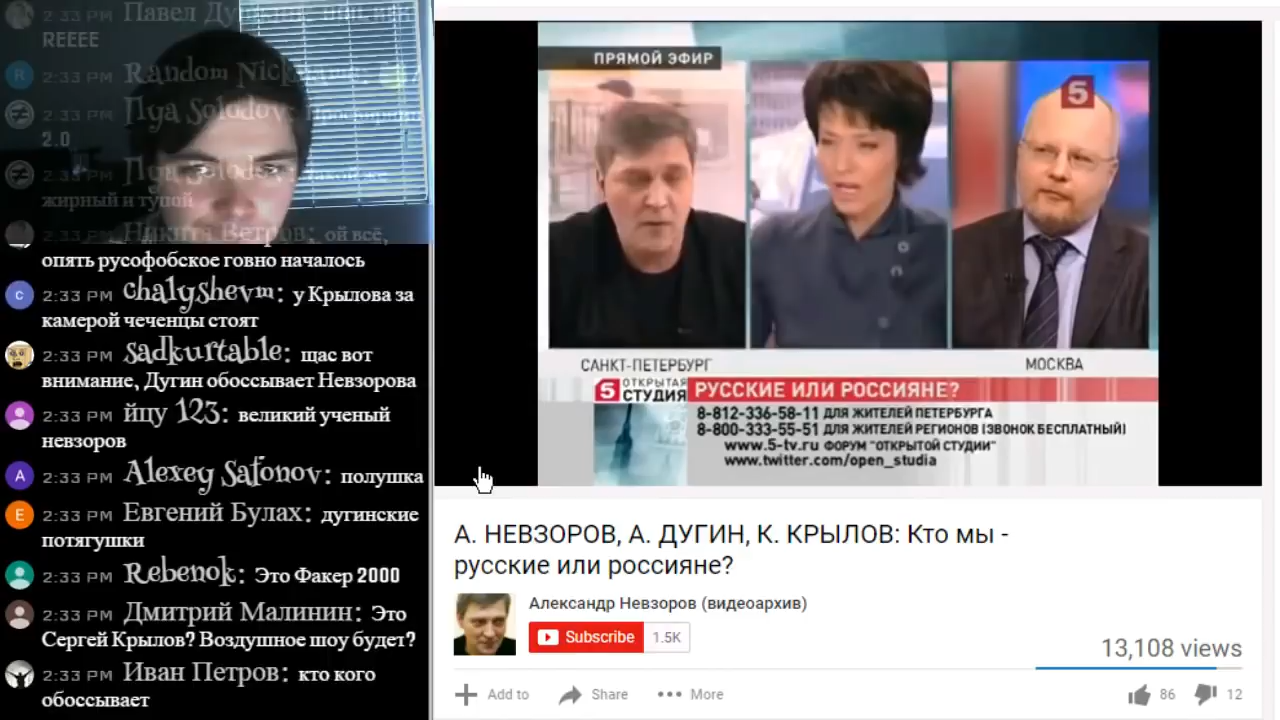 2:33 PM Павел
REEEE
R 2:33 PM Random
2:33 PM Solodov:
2.0
2:33 PM
жирный и тупой
2:33 PM Никита Ветров: ой всё,
опять русофобское говно началось
C 2:33 PM chalyshevm: у Крылова за
камерой чеченцы стоят
2:33 PM sadkurtable: щас вот
внимание, Дугин обоссывает Невзорова
2:33 PM йцу 123: великий ученый
невзоров
A 2:33 PM Alexey Safonov: полушка
E 2:33 PM Евгений Булах: дугинские
потягушки
2:33 PM Rebenok: Это Факер 2000
2:33 PM Дмитрий Малинин: Это
Сергей Крылов? Воздушное шоу будет?
2:33 PM Иван Петров: кто кого
обоссывает
ПРЯМОЙ ЭФИР
5
САНКТ-ПЕТЕРБУРГ
МОСКВА
5 ОТКРЫТАЯ СТУДИЯ
РУССКИЕ ИЛИ РОССИЯНЕ?
8-812-336-58-11 ДЛЯ ЖИТЕЛЕЙ ПЕТЕРБУРГА
8-800-333-55-51 ДЛЯ ЖИТЕЛЕЙ РЕГИОНОВ (ЗВОНОК БЕСПЛАТНЫЙ)
www.5-tv.ru ФОРУМ "ОТКРЫТОЙ СТУДИИ"
www.twitter.com/open_studia
А. НЕВЗОРОВ, А. ДУГИН, К. КРЫЛОВ: Кто мы -
русские или россияне?
Александр Невзоров (видеоархив)
Subscribe 1.5K
13,108 views
Add to Share More 86 12